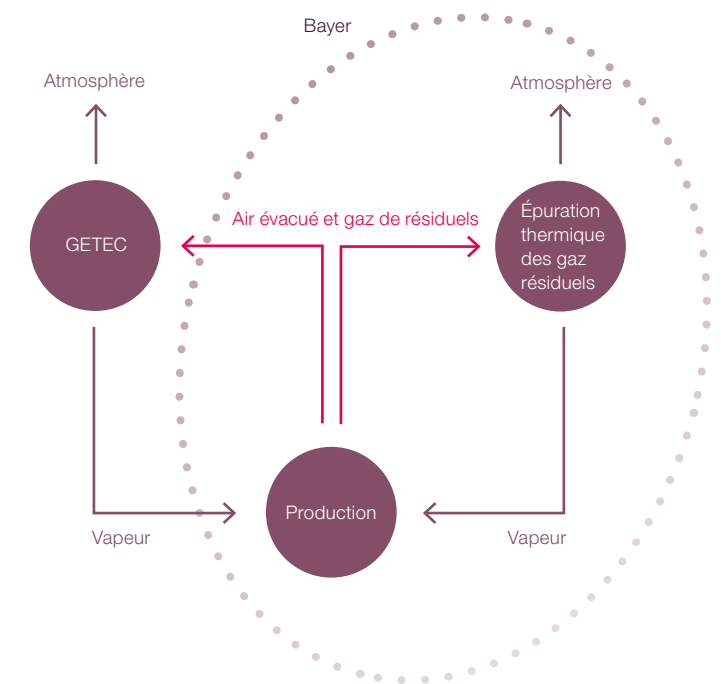 Bayer
Atmosphère
Atmosphère
Air évacué et gaz de résiduels
GETEC
Épuration
thermique
des gaz
résiduels
Production
Vapeur
Vapeur